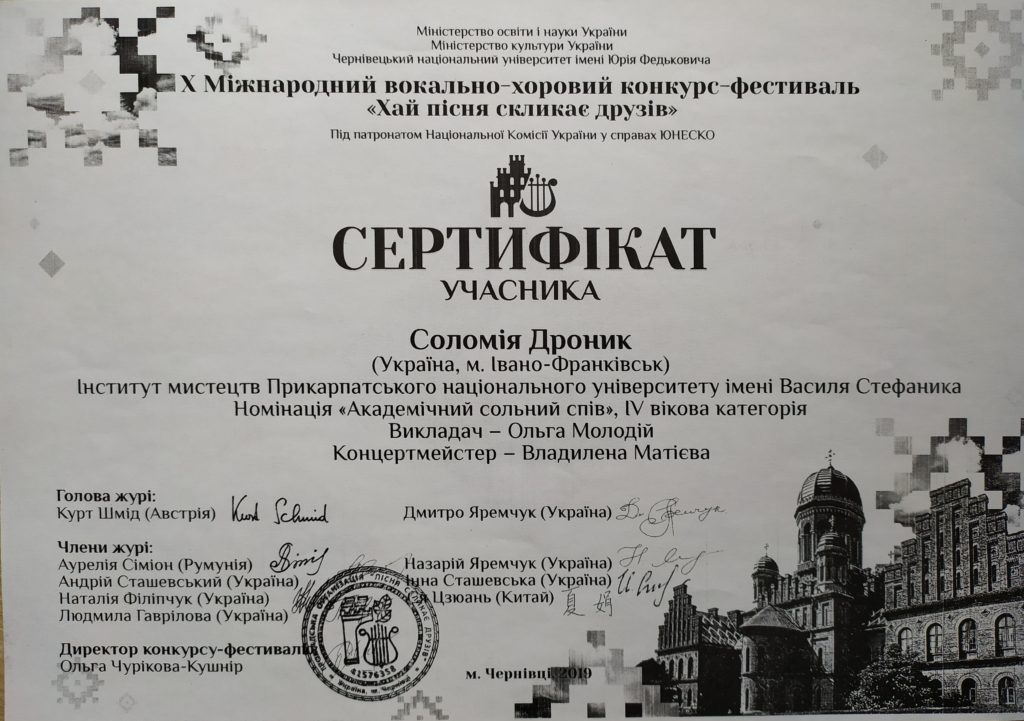 Міністерство освіти і науки України
Міністерство культури України
Чернівецький національний університет імені Юрія Федьковича
X Міжнародний вокально-хоровий конкурс-фестиваль
«Хай пісня скликає друзів»
Під патронатом Національної Комісії України у справах ЮНЕСКО
СЕРТИФІКАТ
УЧАСНИКА
Соломія Дроник
(Україна, м. Івано-Франківськ)
Інститут мистецтв Прикарпатського національного університету імені Василя Стефаника
Номінація «Академічний сольний спів», IV вікова категорія
Викладач – Ольга Молодій
Концертмейстер – Владилена Матієва
Голова журі:
Курт Шмід (Австрія) Kurt Schmid
Дмитро Яремчук (Україна)
Члени журі:
Аурелія Сіміон (Румунія)
Андрій Сташевський (Україна)
Наталія Філіпчук (Україна)
Людмила Гаврілова (Україна)
Назарій Яремчук (Україна)
Інна Сташевська (Україна)
Цзюань (Китай) 夏娟
Директор конкурсу-фестивалю
Ольга Чурікова-Кушнір
42576358
м. Чернівці, 2019